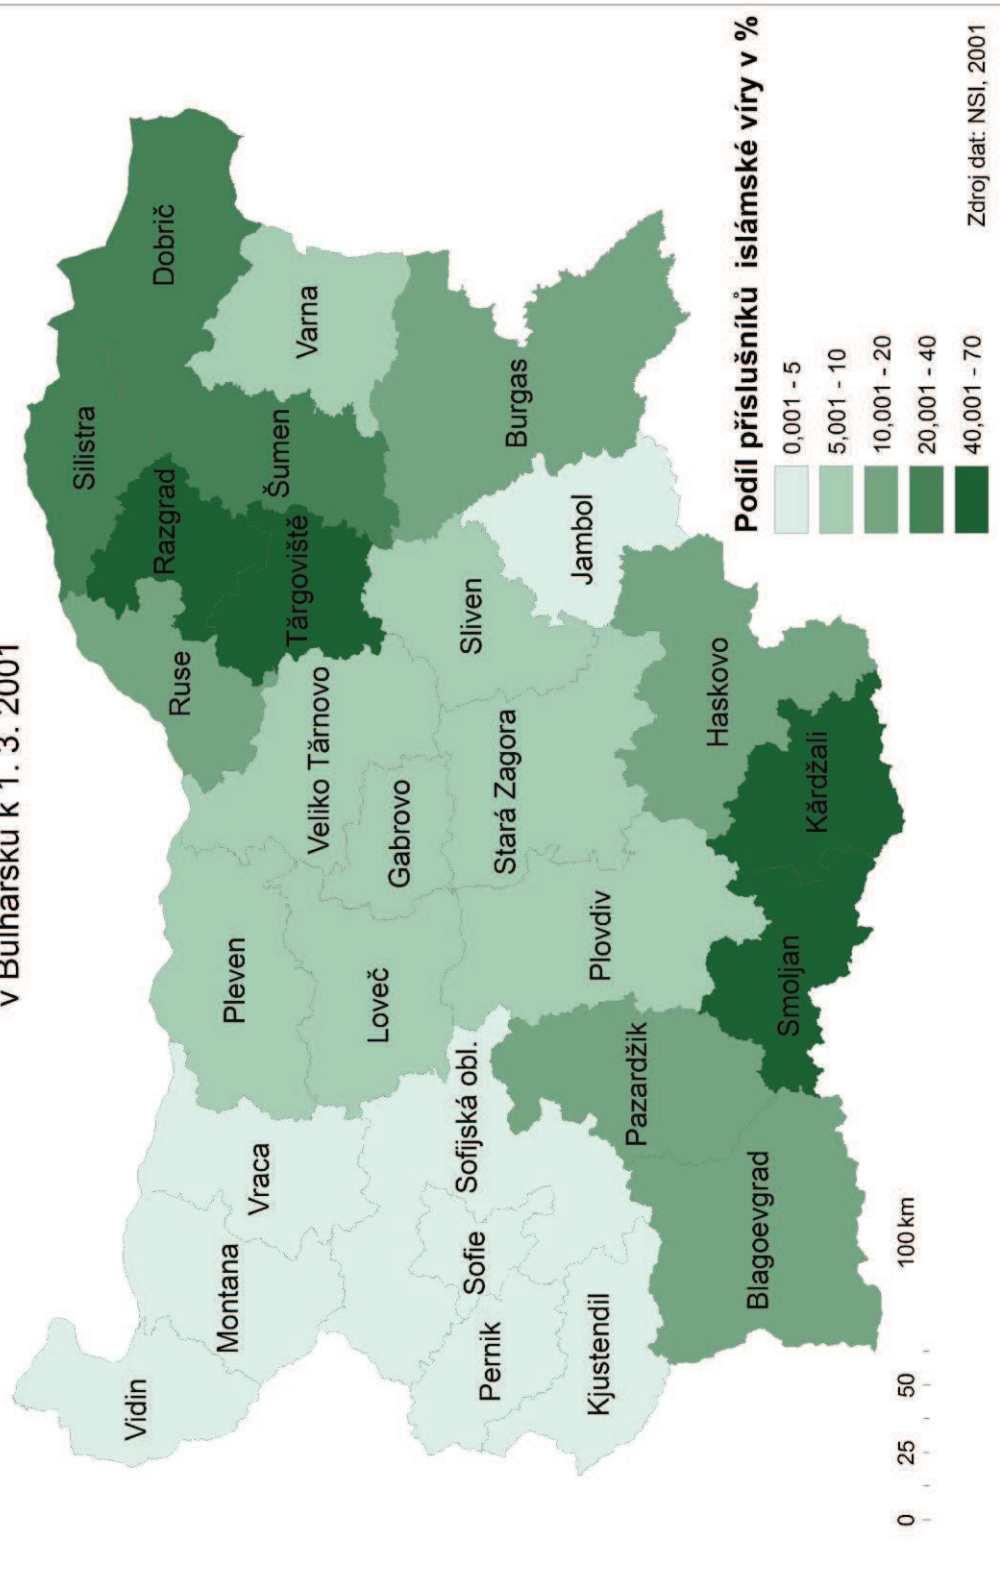 v Bulharsku k 1. 3. 2001
Vidin
Montana
Vraca
Pleven
Loveč
Veliko Tărnovo
Gabrovo
Ruse
Silistra
Razgrad
Tărgoviště
Šumen
Dobrič
Varna
Burgas
Sliven
Jambol
Stará Zagora
Plovdiv
Haskovo
Kărdžali
Smoljan
Pazardžik
Blagoevgrad
Sofijská obl.
Sofie
Pernik
Kjustendil
Podíl příslušníků islámské víry v %
0,001 - 5
5,001 - 10
10,001 - 20
20,001 - 40
40,001 - 70
0 25 50 100 km
Zdroj dat: NSI, 2001